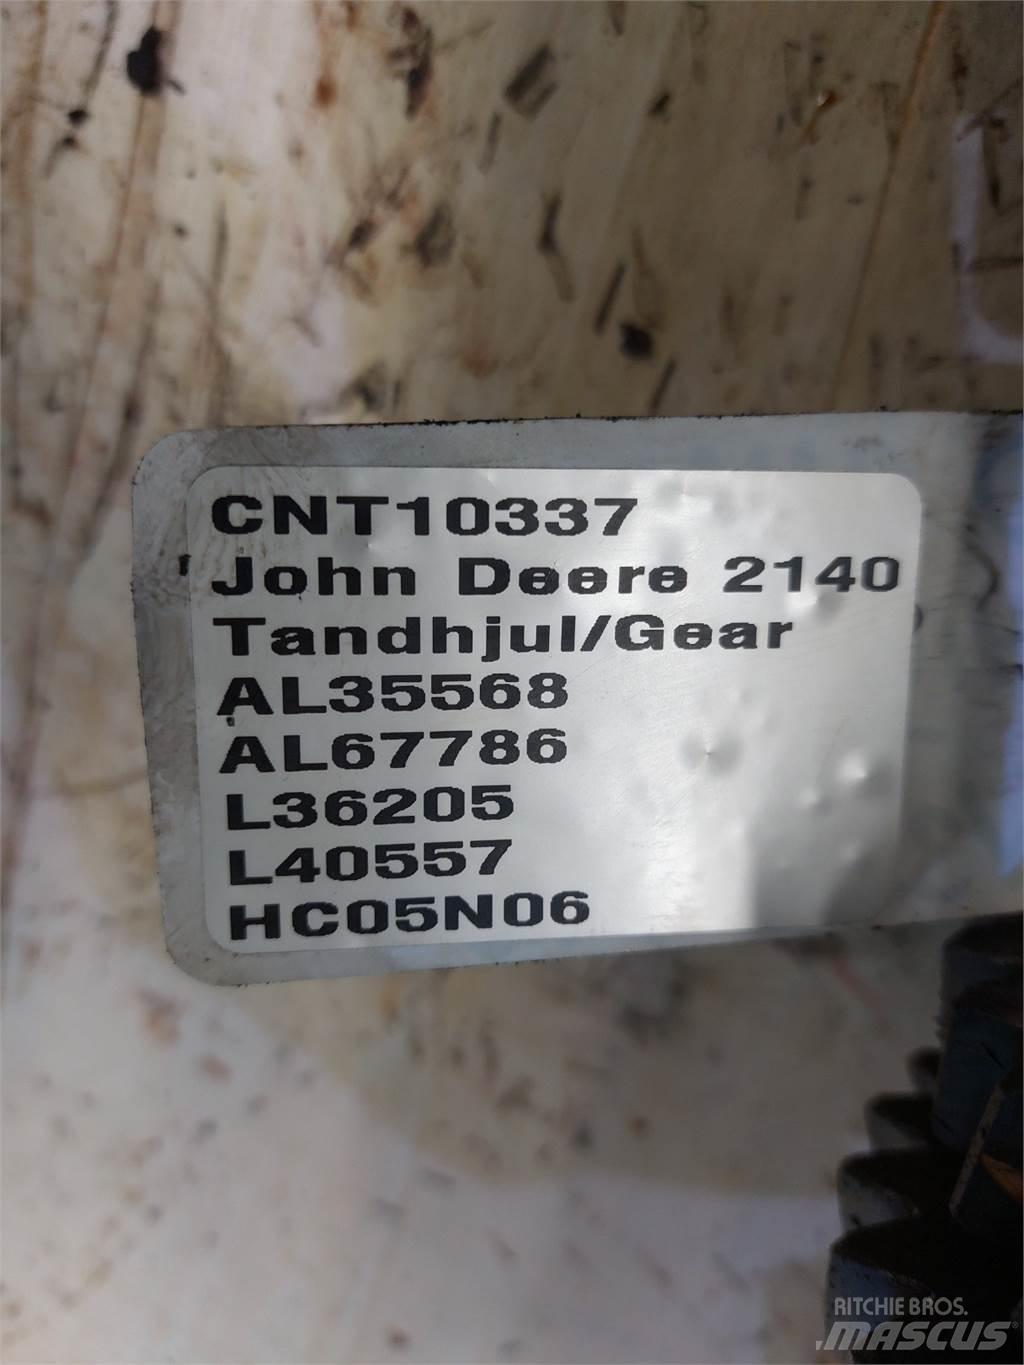 CNT10337
John Deere 2140
Tandhjul/Gear
AL35568
AL67786
L36205
L40557
HC05N06
RITCHIE BROS.
MASCUS